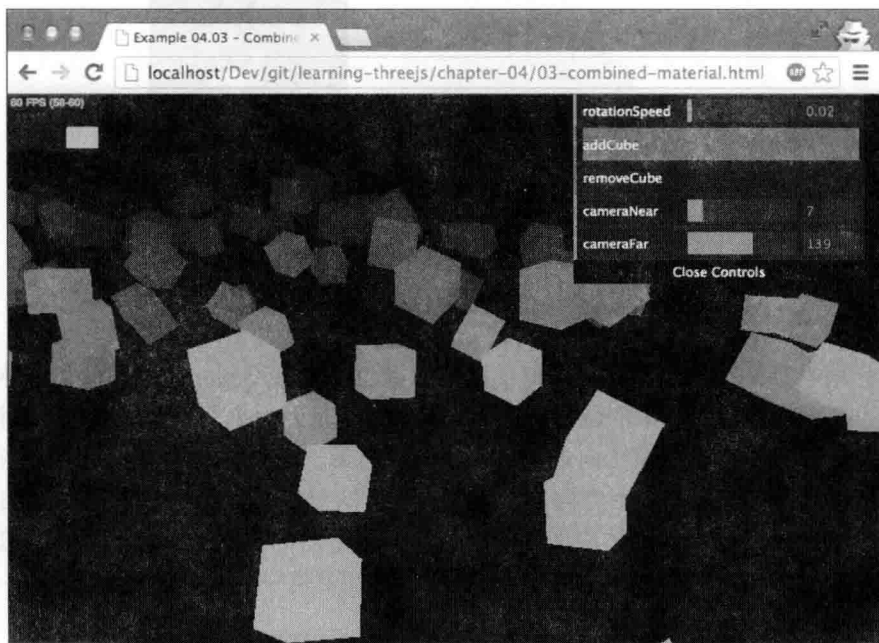 Example 04.03 - Combine
localhost/Dev/git/learning-threejs/chapter-04/03-combined-material.html
60 FPS (58-60)
rotationSpeed 0.02
addCube
removeCube
cameraNear 7
cameraFar 139
Close Controls